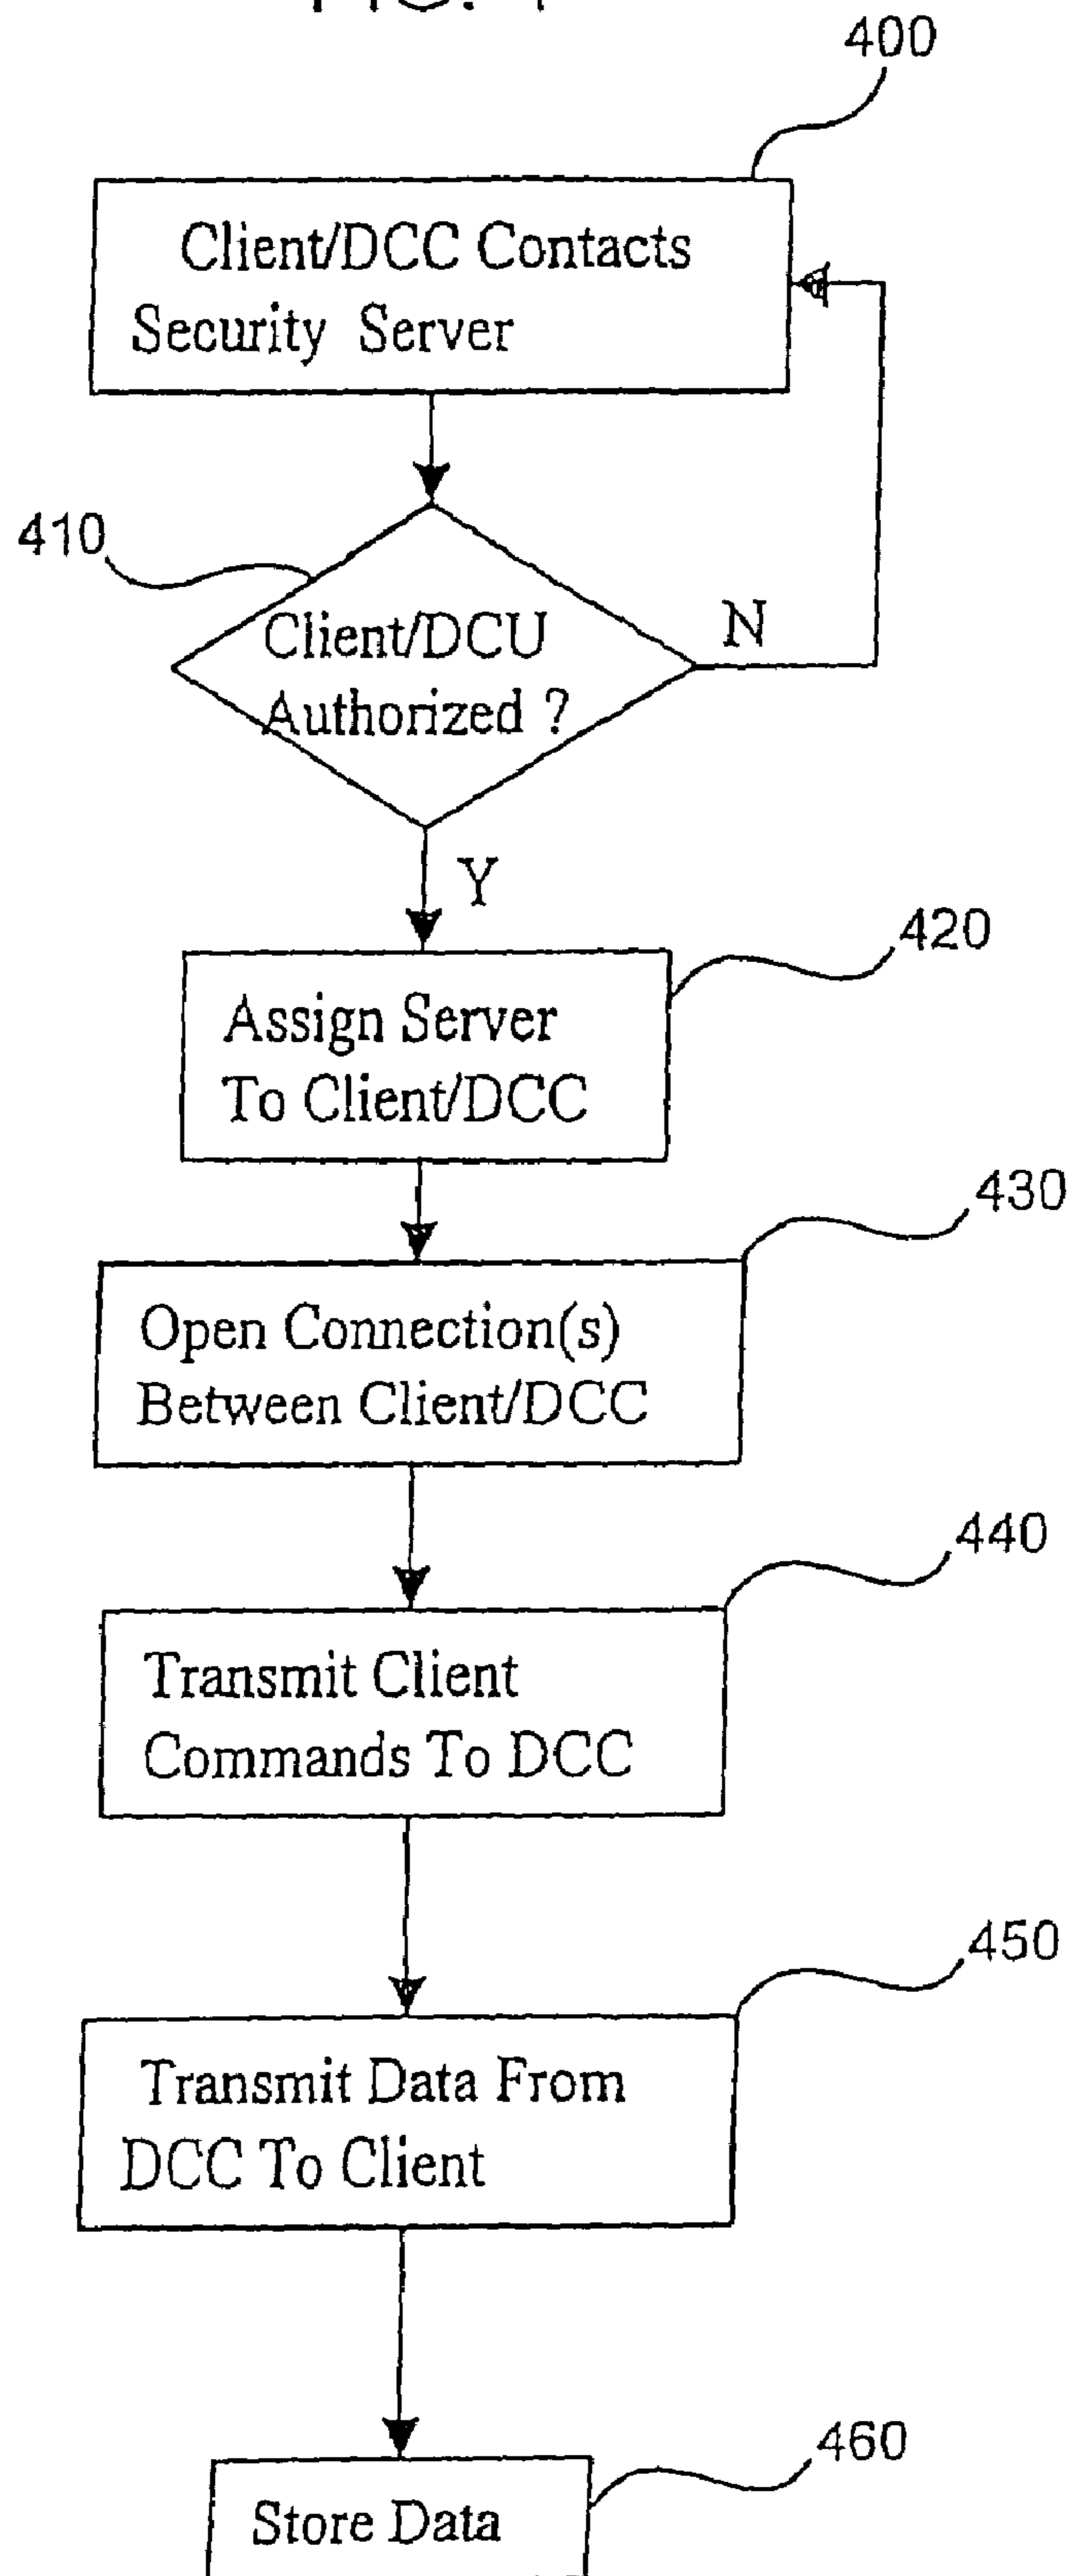 400
Client/DCC Contacts
Security Server
410
Client/DCU
Authorized ?
N
Y
420
Assign Server
To Client/DCC
430
Open Connection(s)
Between Client/DCC
440
Transmit Client
Commands To DCC
450
Transmit Data From
DCC To Client
460
Store Data